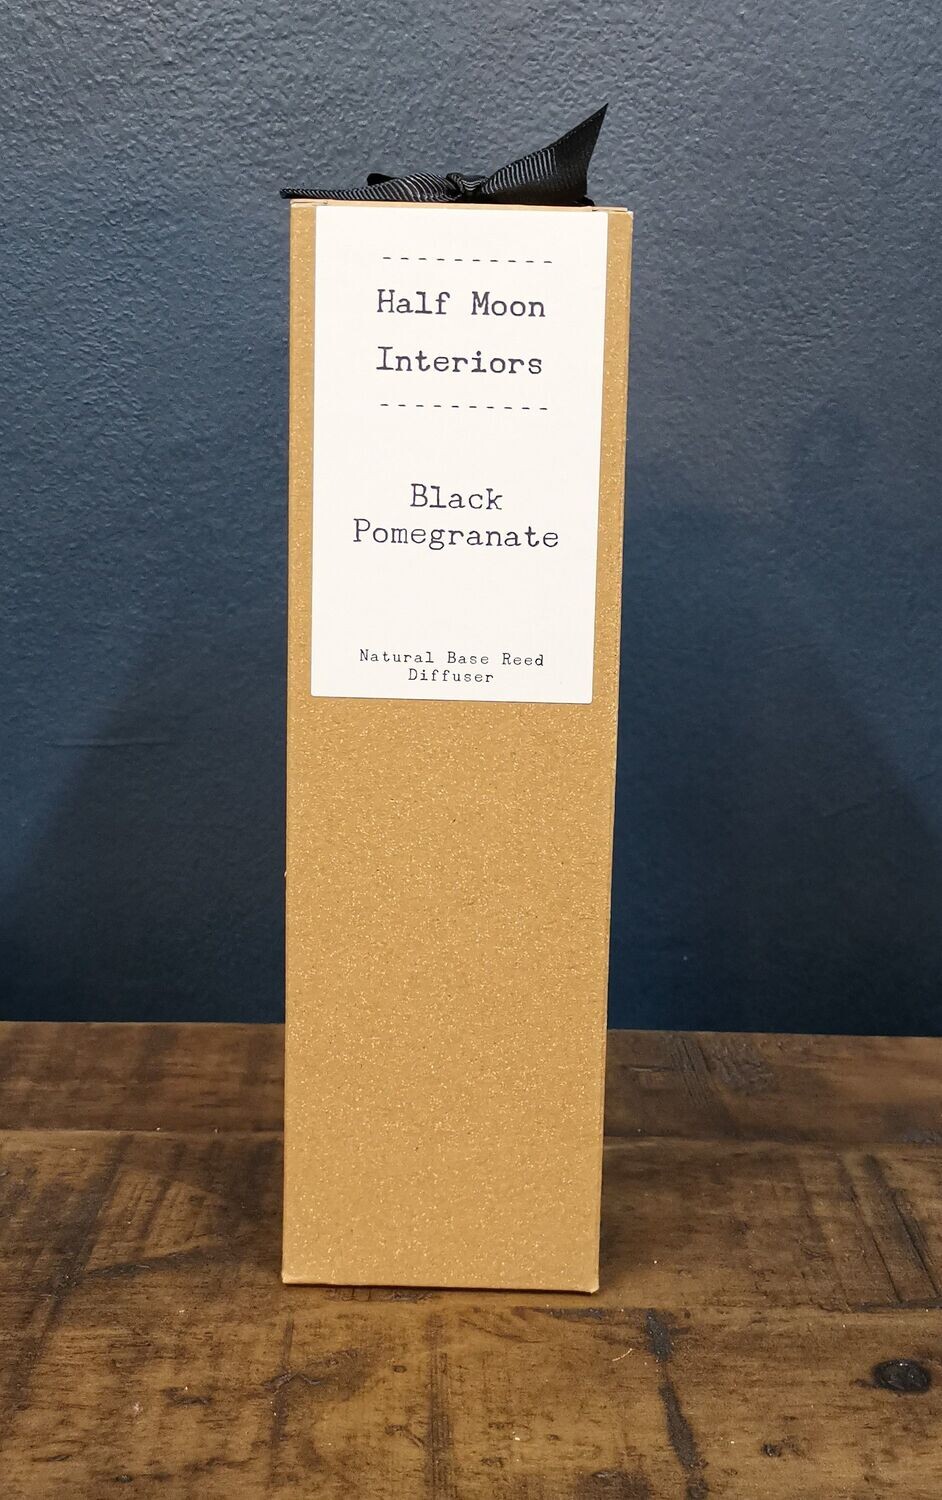 ----------
Half Moon
Interiors
----------
Black
Pomegranate
Natural Base Reed
Diffuser